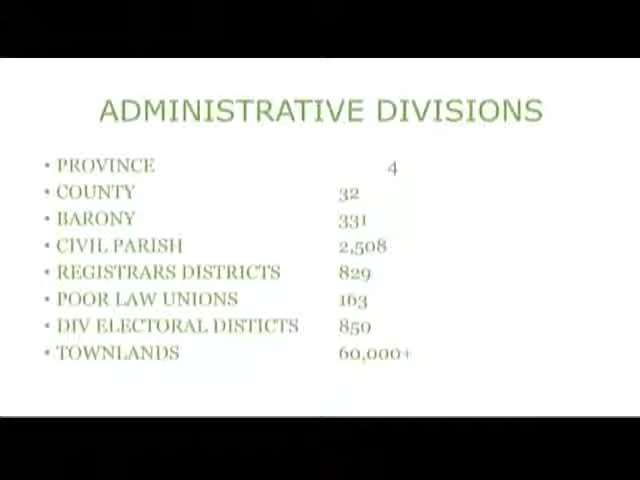 ADMINISTRATIVE DIVISIONS
• PROVINCE 4
• COUNTY 32
• BARONY 331
• CIVIL PARISH 2,508
• REGISTRARS DISTRICTS 829
• POOR LAW UNIONS 163
• DIV ELECTORAL DISTICTS 850
• TOWNLANDS 60,000+